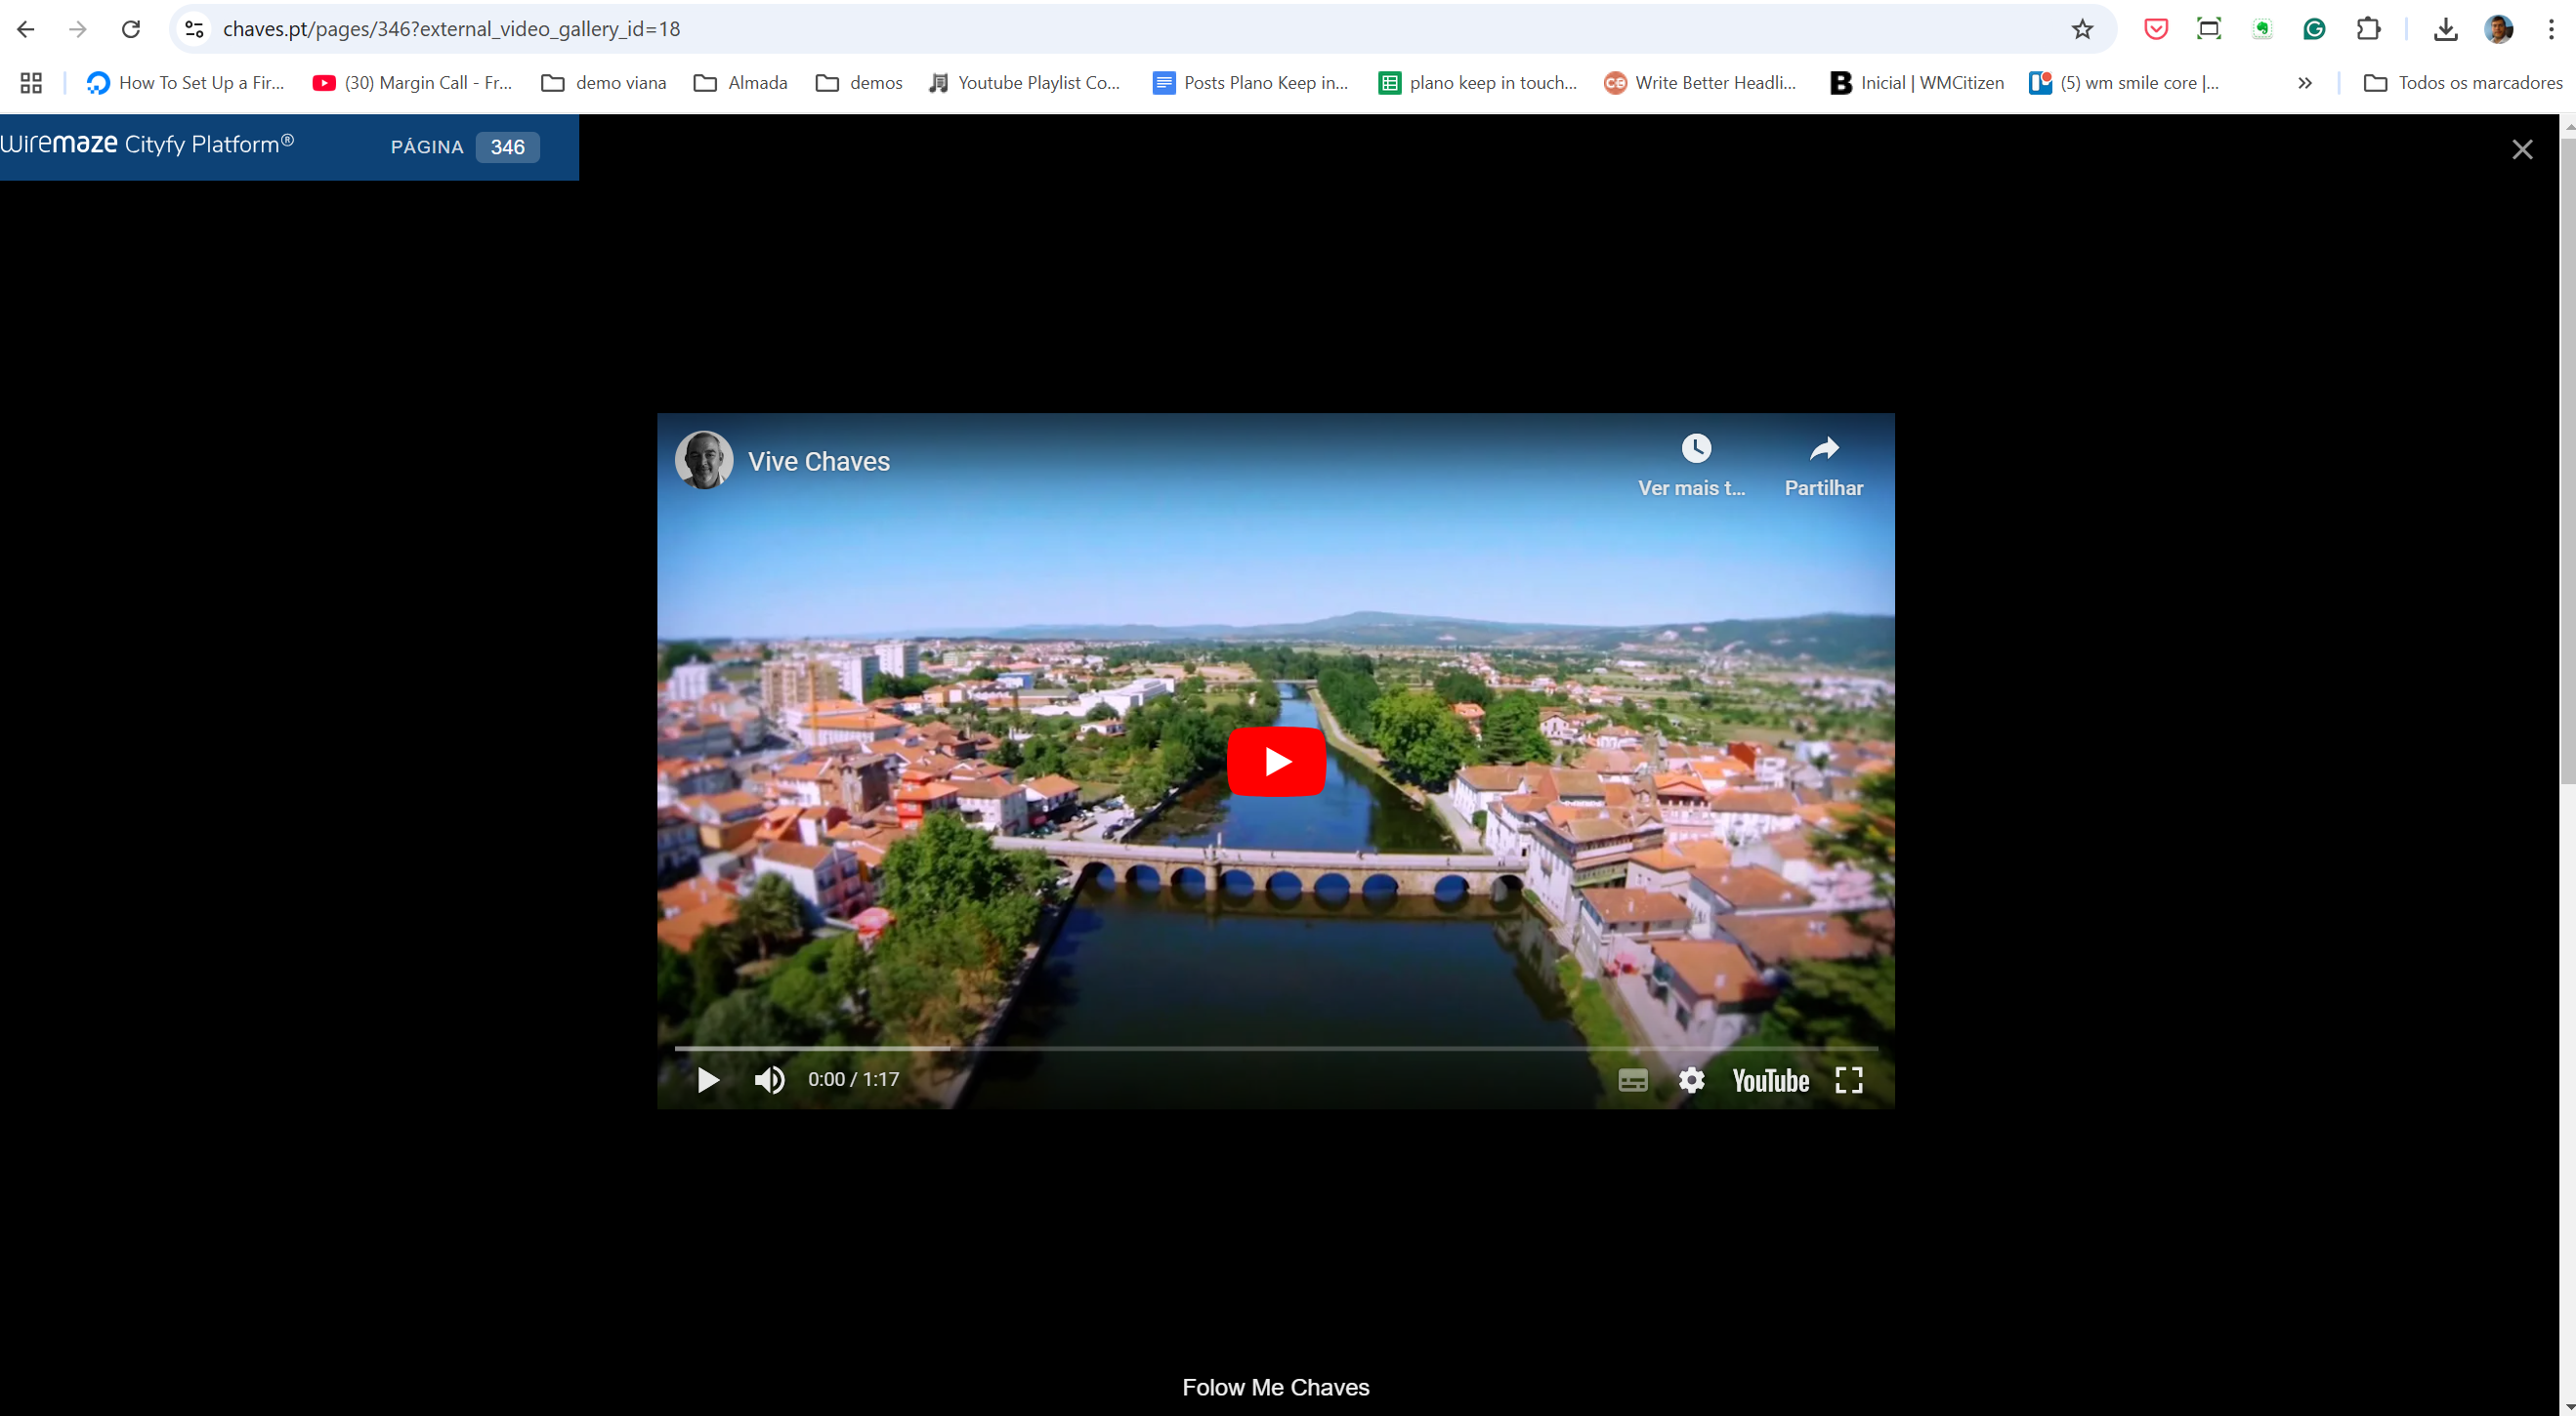 chaves.pt/pages/346?external_video_gallery_id=18
How To Set Up a Fir...
(30) Margin Call - Fr...
demo viana
Almada
demos
Youtube Playlist Co...
Posts Plano Keep in...
plano keep in touch...
CB
Write Better Headli...
B
Inicial | WMCitizen
(5) wm smile core |...
Todos os marcadores
wiremaze Cityfy Platform®
PÁGINA 346
Vive Chaves
Ver mais t...
Partilhar
0:00 / 1:17
YouTube
Folow Me Chaves